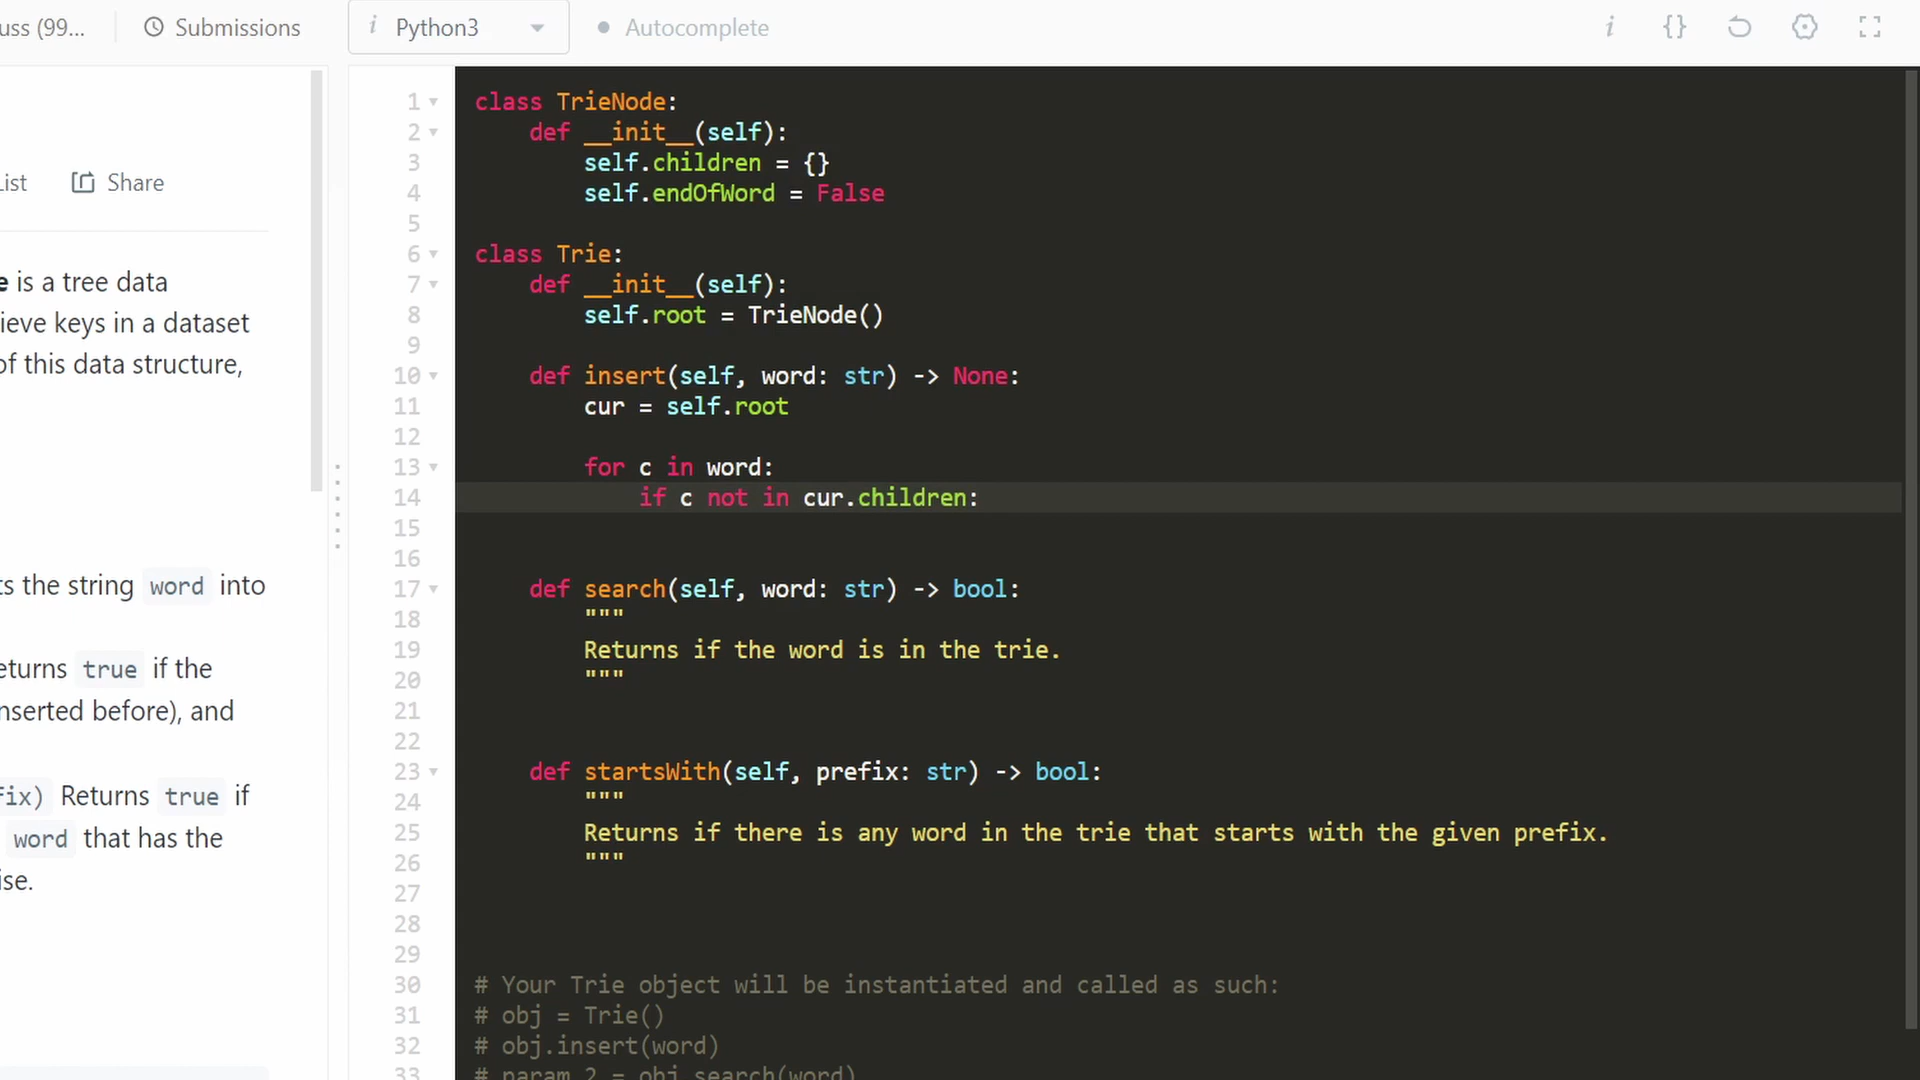 uss (99...
Submissions
Python3
Autocomplete
List
Share
e is a tree data
ieve keys in a dataset
of this data structure,
ts the string word into
eturns true if the
nserted before), and
fix) Returns true if
word that has the
ise.
1 class TrieNode:
2     def __init__(self):
3         self.children = {}
4         self.endOfWord = False
5
6 class Trie:
7     def __init__(self):
8         self.root = TrieNode()
9
10     def insert(self, word: str) -> None:
11         cur = self.root
12
13         for c in word:
14             if c not in cur.children:
15
16
17     def search(self, word: str) -> bool:
18         """
19         Returns if the word is in the trie.
20         """
21
22
23     def startsWith(self, prefix: str) -> bool:
24         """
25         Returns if there is any word in the trie that starts with the given prefix.
26         """
27
28
29
30 # Your Trie object will be instantiated and called as such:
31 # obj = Trie()
32 # obj.insert(word)
33 # param_2 = obj.search(word)